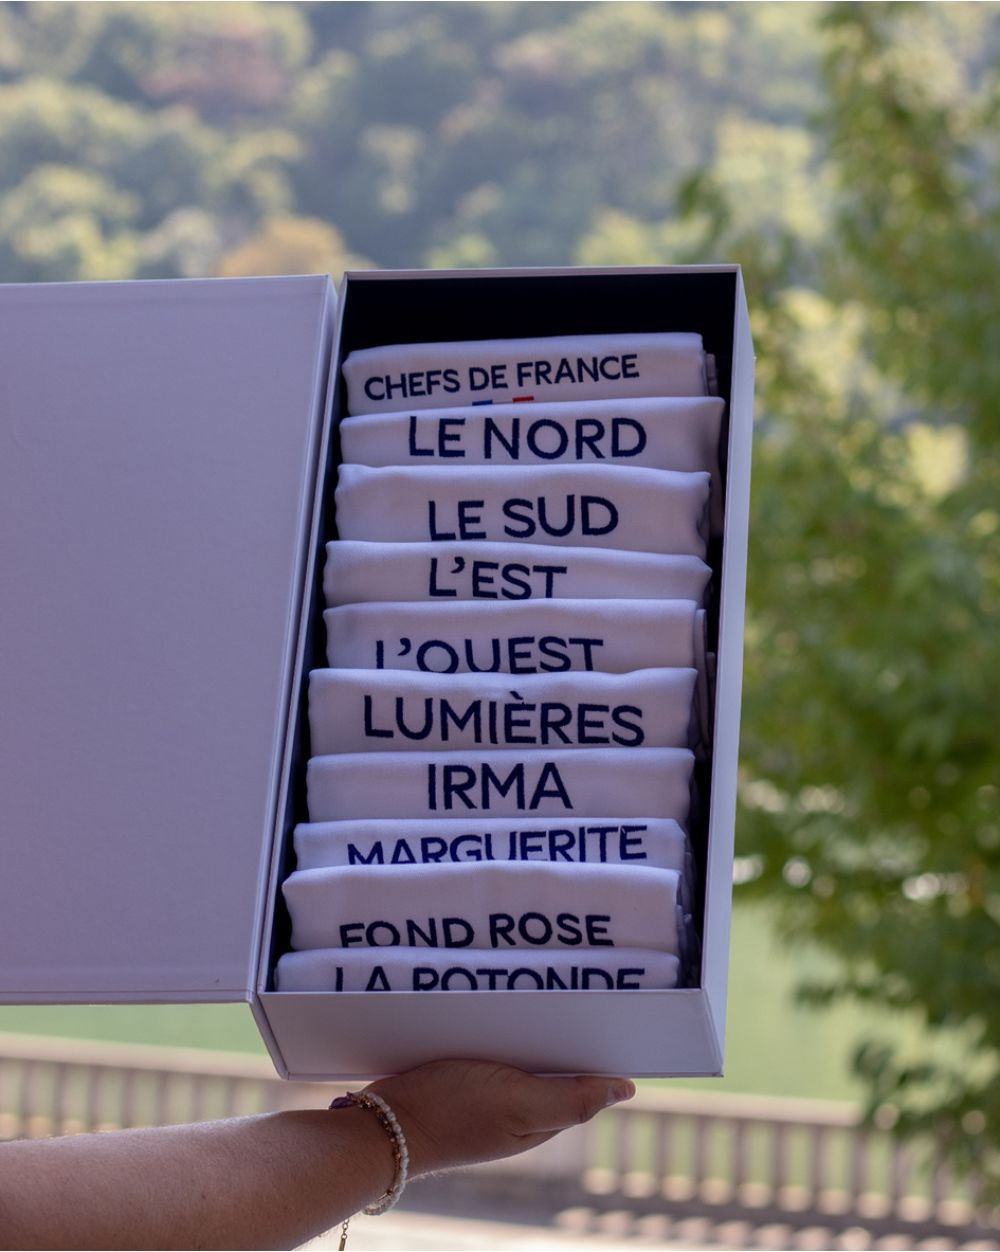 CHEFS DE FRANCE
LE NORD
LE SUD
L'EST
L'OUEST
LUMIÈRES
IRMA
MARGUERITE
FOND ROSE
LA ROTONDE